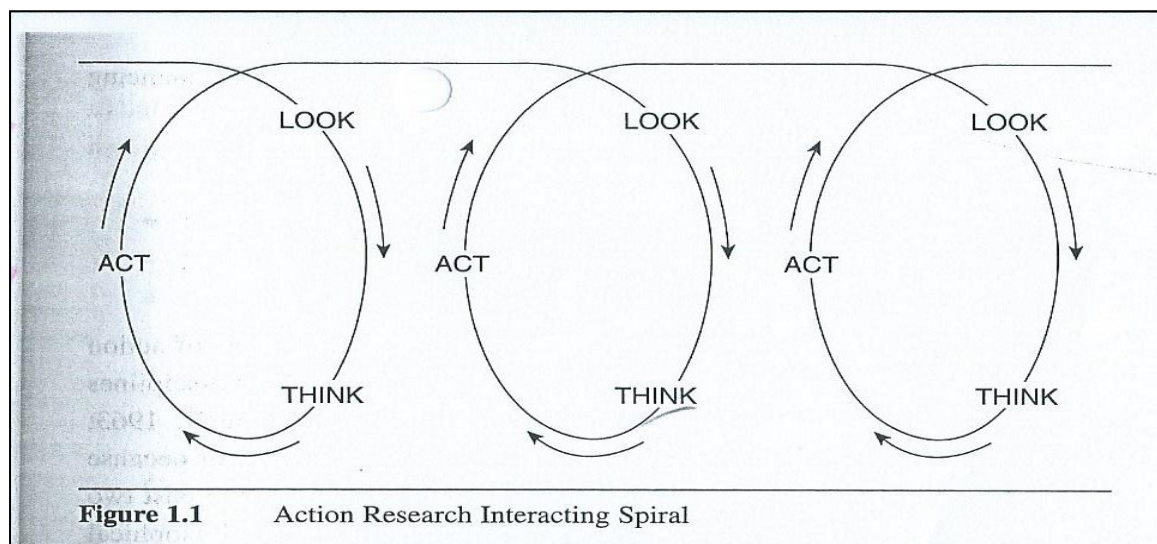 LOOK LOOK LOOK
ACT ACT ACT
THINK THINK THINK
Figure 1.1 Action Research Interacting Spiral